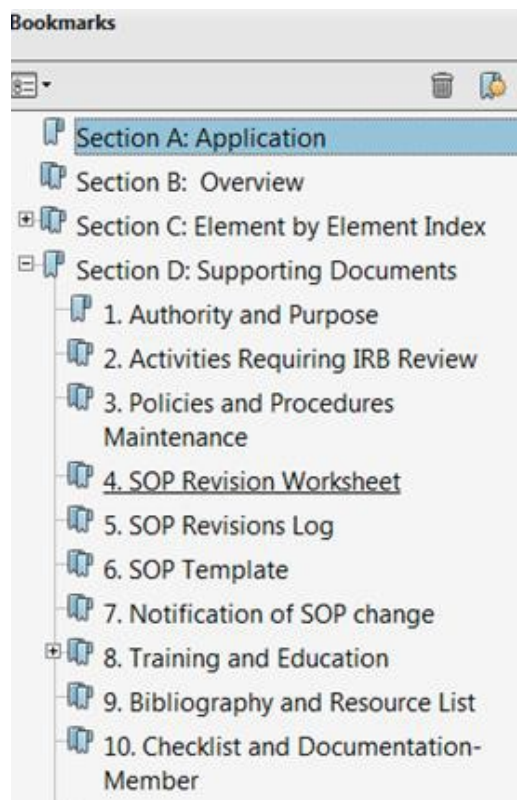 Bookmarks
Section A: Application
Section B: Overview
Section C: Element by Element Index
Section D: Supporting Documents
1. Authority and Purpose
2. Activities Requiring IRB Review
3. Policies and Procedures
Maintenance
4. SOP Revision Worksheet
5. SOP Revisions Log
6. SOP Template
7. Notification of SOP change
8. Training and Education
9. Bibliography and Resource List
10. Checklist and Documentation-
Member